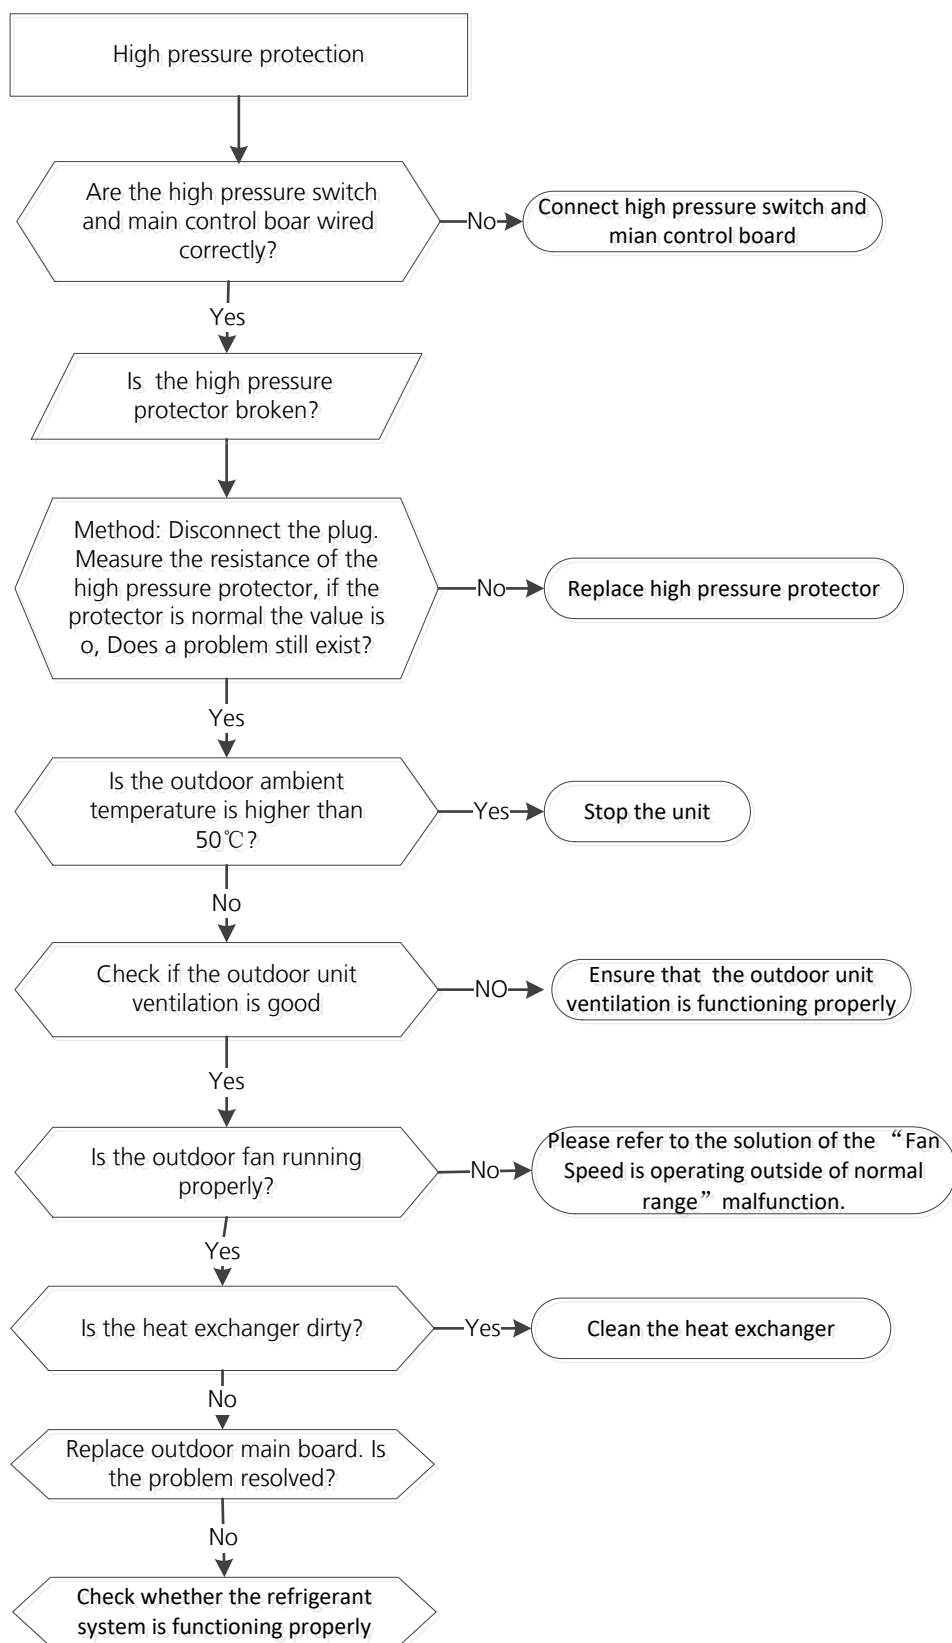 High pressure protection
Are the high pressure switch
and main control boar wired
correctly?
No
Connect high pressure switch and
mian control board
Yes
Is the high pressure
protector broken?
Method: Disconnect the plug.
Measure the resistance of the
high pressure protector, if the
protector is normal the value is
o, Does a problem still exist?
No
Replace high pressure protector
Yes
Is the outdoor ambient
temperature is higher than
50℃?
Yes
Stop the unit
No
Check if the outdoor unit
ventilation is good
NO
Ensure that the outdoor unit
ventilation is functioning properly
Yes
Is the outdoor fan running
properly?
No
Please refer to the solution of the “Fan
Speed is operating outside of normal
range” malfunction.
Yes
Is the heat exchanger dirty?
Yes
Clean the heat exchanger
No
Replace outdoor main board. Is
the problem resolved?
No
Check whether the refrigerant
system is functioning properly